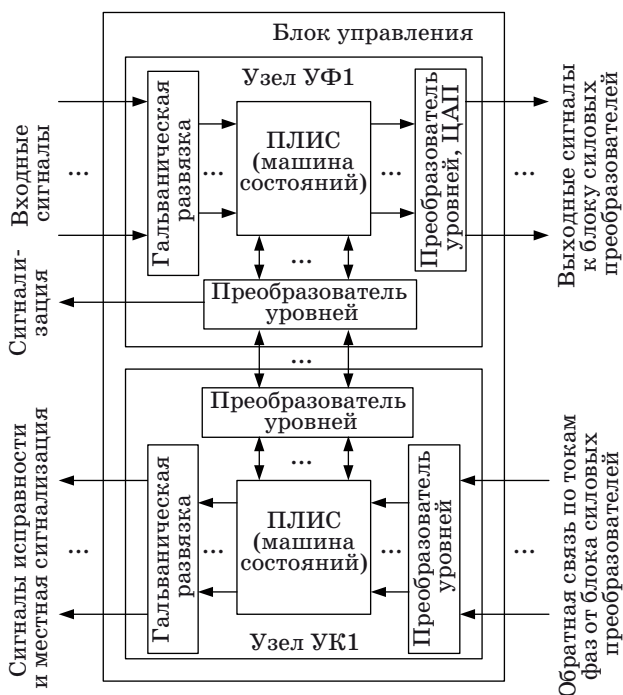 Блок управления
Узел УФ1
Входные
сигналы
...
Гальваническая
развязка
...
ПЛИС
(машина
состояний)
...
Преобразователь
уровней, ЦАП
...
Выходные сигналы
к блоку силовых
преобразователей
...
Сигнали-
зация
Преобразователь
уровней
...
Преобразователь
уровней
...
Сигналы исправности
и местная сигнализация
...
Гальваническая
развязка
...
ПЛИС
(машина
состояний)
...
Преобразователь
уровней
...
Обратная связь по токам
фаз от блока силовых
преобразователей
Узел УК1